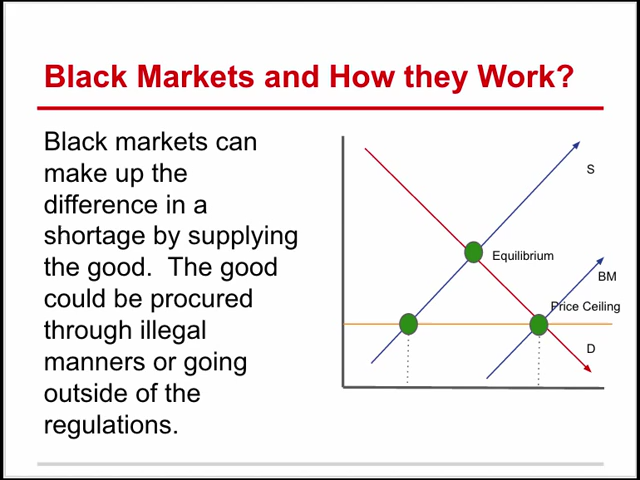 Black Markets and How they Work?
Black markets can
make up the
difference in a
shortage by supplying
the good. The good
could be procured
through illegal
manners or going
outside of the
regulations.
S
Equilibrium
BM
Price Ceiling
D